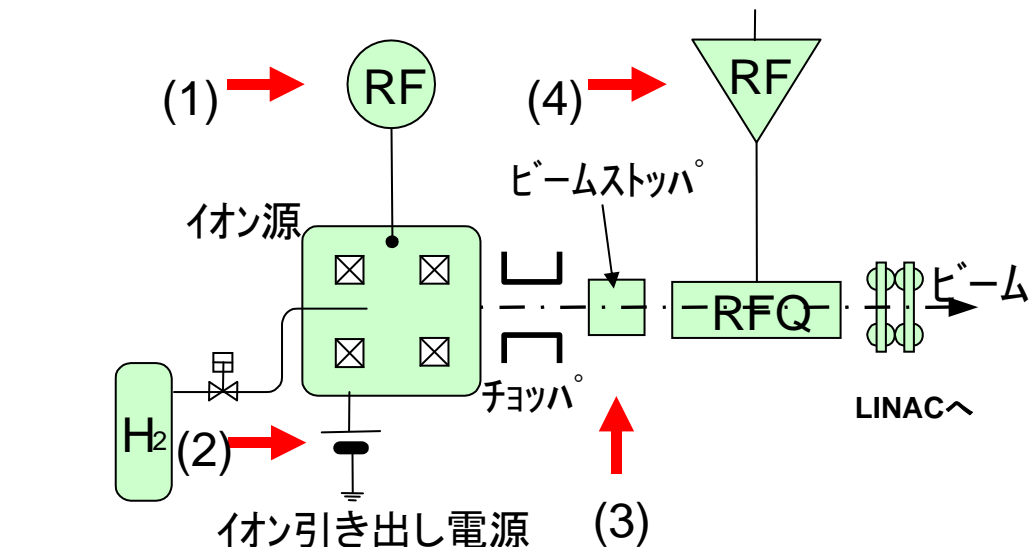 (1)
RF
(4)
RF
ビームストッパ
イオン源
RFQ
ビーム
チョッパ
LINACへ
H2
(2)
イオン引き出し電源
(3)